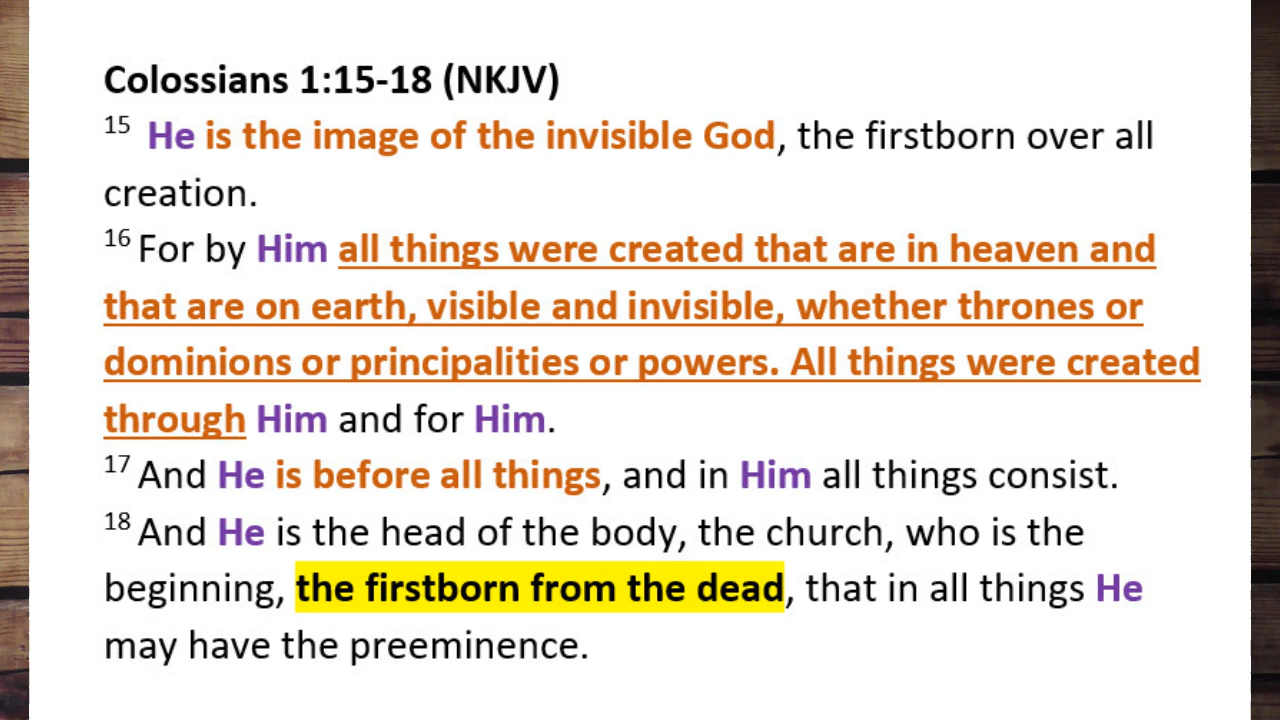 Colossians 1:15-18 (NKJV)
15 He is the image of the invisible God, the firstborn over all
creation.
16 For by Him all things were created that are in heaven and
that are on earth, visible and invisible, whether thrones or
dominions or principalities or powers. All things were created
through Him and for Him.
17 And He is before all things, and in Him all things consist.
18 And He is the head of the body, the church, who is the
beginning, the firstborn from the dead, that in all things He
may have the preeminence.